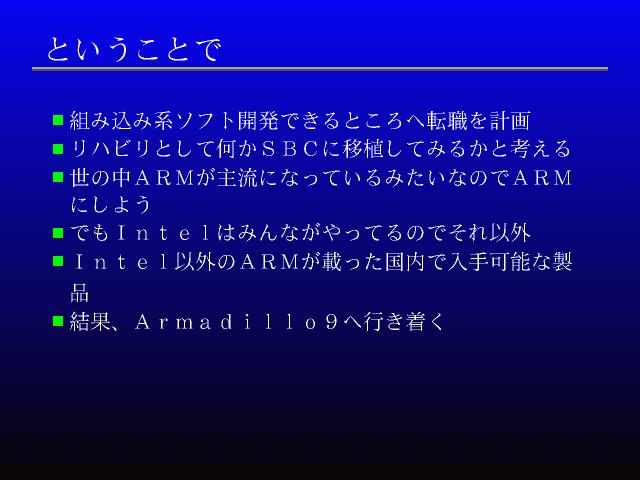 ということで
組み込み系ソフト開発できるところへ転職を計画
リハビリとして何かＳＢＣに移植してみるかと考える
世の中ＡＲＭが主流になっているみたいなのでＡＲＭ
にしよう
でもＩｎｔｅｌはみんながやってるのでそれ以外
Ｉｎｔｅｌ以外のＡＲＭが載った国内で入手可能な製
品
結果、Ａｒｍａｄｉｌｌｏ９へ行き着く